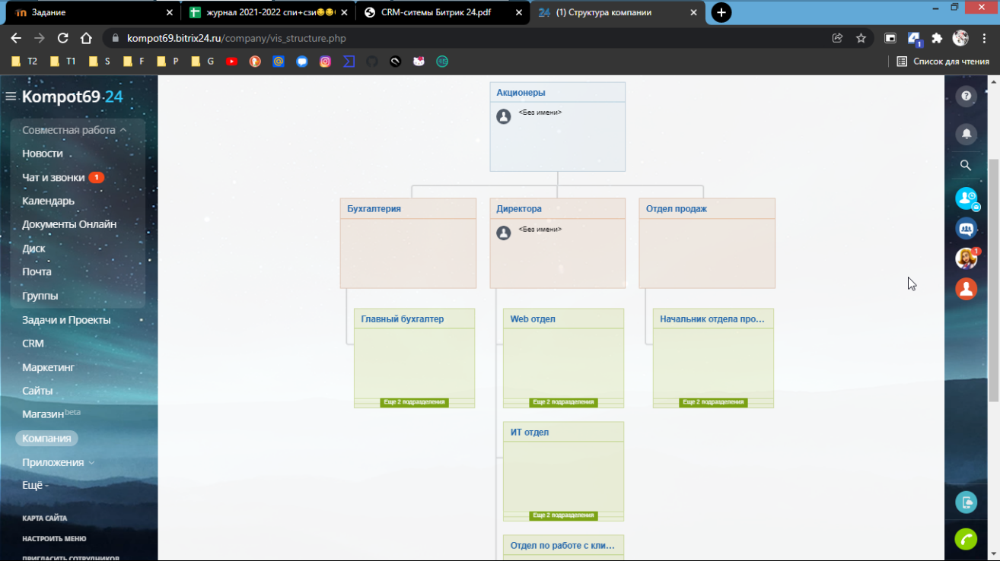 Задание
журнал 2021-2022 спи+сзи
CRM-ситемы Битрик 24.pdf
24 (1) Структура компании
kompot69.bitrix24.ru/company/vis_structure.php
1
T2
T1
S
F
P
G
Список для чтения
Kompot69 24
Совместная работа
Новости
Чат и звонки 1
Календарь
Документы Онлайн
Диск
Почта
Группы
Задачи и Проекты
CRM
Маркетинг
Сайты
Магазин beta
Компания
Приложения
Ещё -
КАРТА САЙТА
НАСТРОИТЬ МЕНЮ
ПРИГЛАСИТЬ СОТРУДНИКОВ
Акционеры
<Без имени>
Бухгалтерия
Директора
<Без имени>
Отдел продаж
Главный бухгалтер
Еще 2 подразделения
Web отдел
Еще 2 подразделения
Начальник отдела про...
Еще 2 подразделения
ИТ отдел
Еще 2 подразделения
Отдел по работе с кли...
?
1